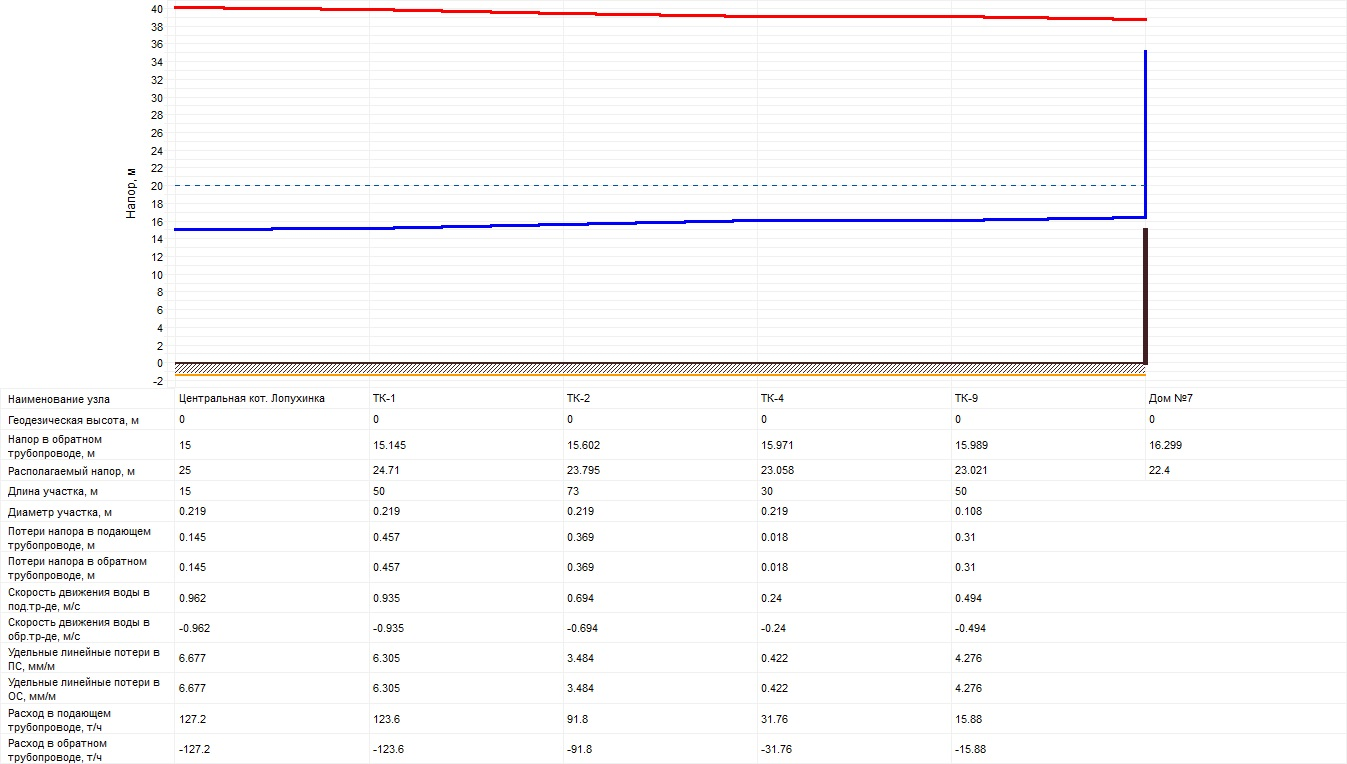 40
38
36
34
32
30
28
26
24
22
20
18
16
14
12
10
8
6
4
2
0
-2
Напор, м
Наименование узла Центральная кот. Лопухинка ТК-1 ТК-2 ТК-4 ТК-9 Дом №7
Геодезическая высота, м 0 0 0 0 0 0
Напор в обратном
трубопроводе, м 15 15.145 15.602 15.971 15.989 16.299
Располагаемый напор, м 25 24.71 23.795 23.058 23.021 22.4
Длина участка, м 15 50 73 30 50
Диаметр участка, м 0.219 0.219 0.219 0.219 0.108
Потери напора в подающем
трубопроводе, м 0.145 0.457 0.369 0.018 0.31
Потери напора в обратном
трубопроводе, м 0.145 0.457 0.369 0.018 0.31
Скорость движения воды в
под.тр-де, м/с 0.962 0.935 0.694 0.24 0.494
Скорость движения воды в
обр.тр-де, м/с -0.962 -0.935 -0.694 -0.24 -0.494
Удельные линейные потери в
ПС, мм/м 6.677 6.305 3.484 0.422 4.276
Удельные линейные потери в
ОС, мм/м 6.677 6.305 3.484 0.422 4.276
Расход в подающем
трубопроводе, т/ч 127.2 123.6 91.8 31.76 15.88
Расход в обратном
трубопроводе, т/ч -127.2 -123.6 -91.8 -31.76 -15.88